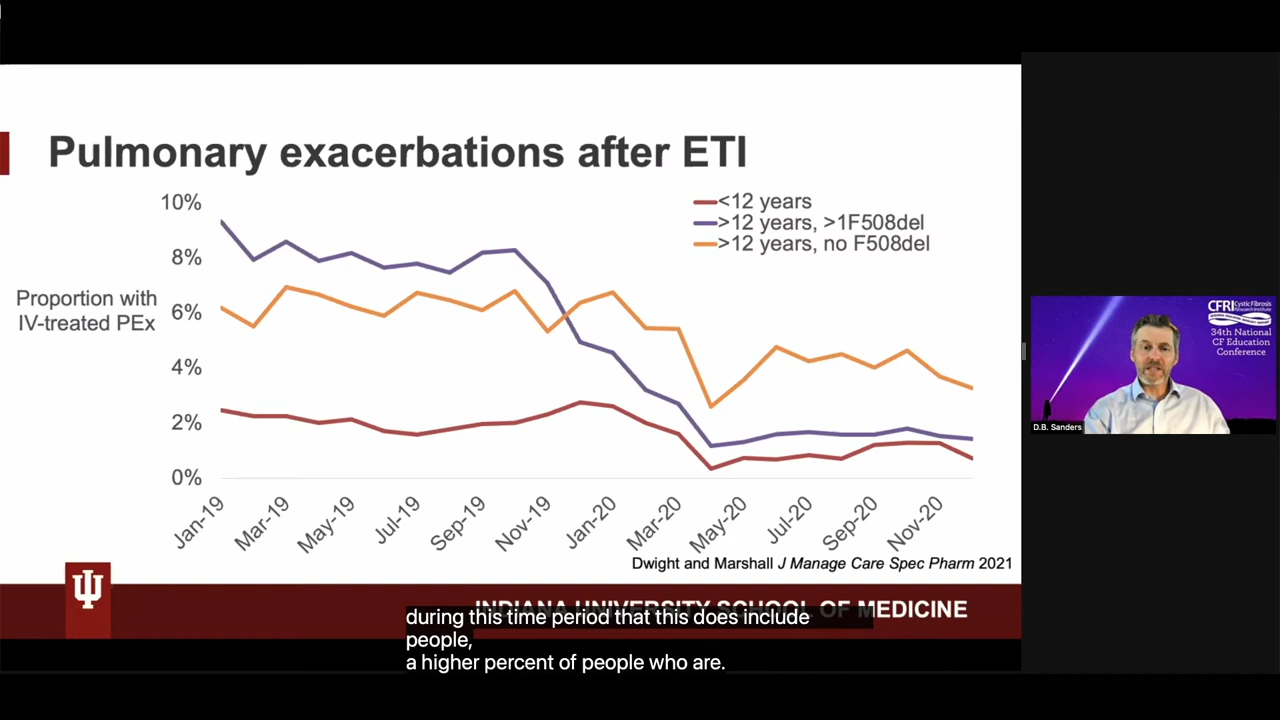 Pulmonary exacerbations after ETI
10%
8%
6%
4%
2%
0%
Proportion with
IV-treated PEx
<12 years
>12 years, >1F508del
>12 years, no F508del
Jan-19
Mar-19
May-19
Jul-19
Sep-19
Nov-19
Jan-20
Mar-20
May-20
Jul-20
Sep-20
Nov-20
Dwight and Marshall J Manage Care Spec Pharm 2021
INDIANA UNIVERSITY SCHOOL OF MEDICINE
during this time period that this does include
people,
a higher percent of people who are.
CFRI Cystic Fibrosis
Research Institute
34th National
CF Education
Conference
D.B. Sanders